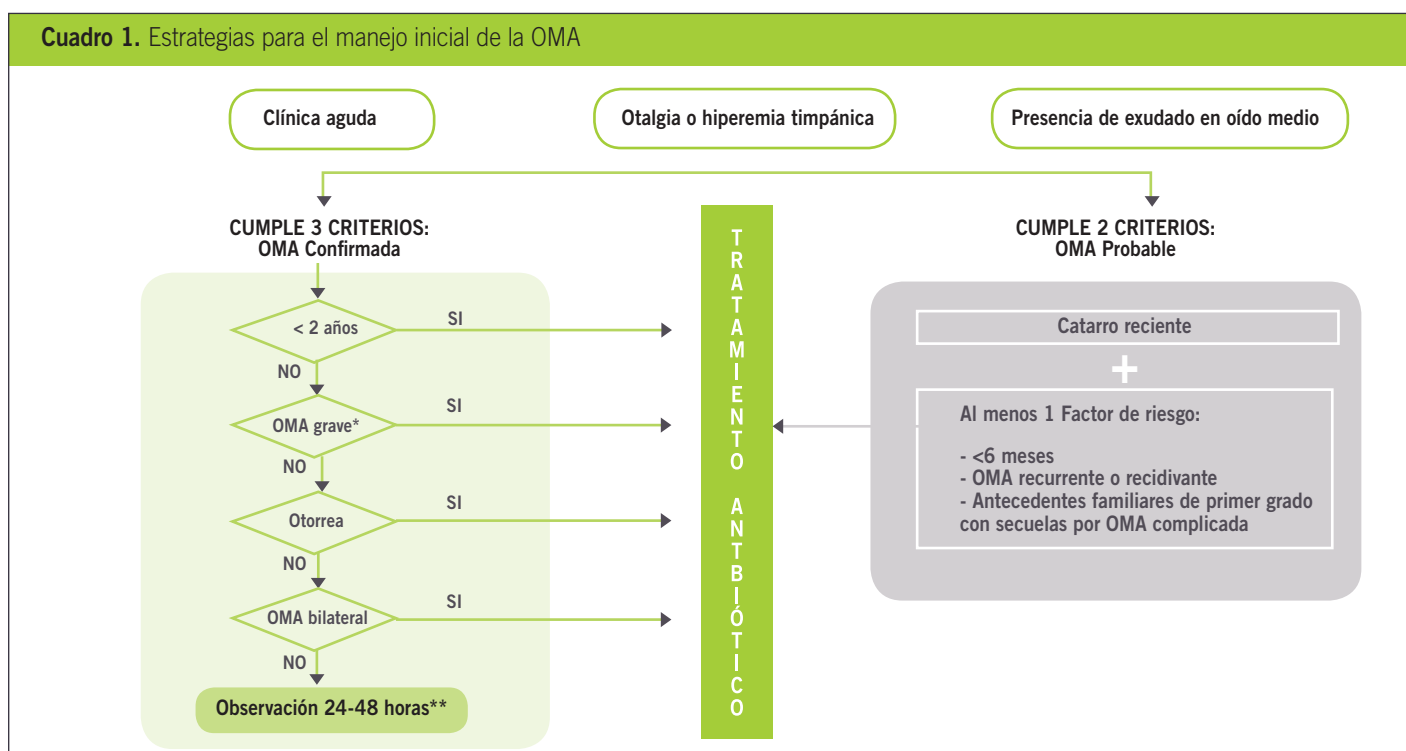 Cuadro 1. Estrategias para el manejo inicial de la OMA
Clínica aguda
Otalgia o hiperemia timpánica
Presencia de exudado en oído medio
CUMPLE 3 CRITERIOS:
OMA Confirmada
< 2 años
SI
NO
OMA grave*
SI
NO
Otorrea
SI
NO
OMA bilateral
SI
NO
Observación 24-48 horas**
TRATAMIENTO ANTBIÓTICO
CUMPLE 2 CRITERIOS:
OMA Probable
Catarro reciente
+
Al menos 1 Factor de riesgo:
- <6 meses
- OMA recurrente o recidivante
- Antecedentes familiares de primer grado
con secuelas por OMA complicada